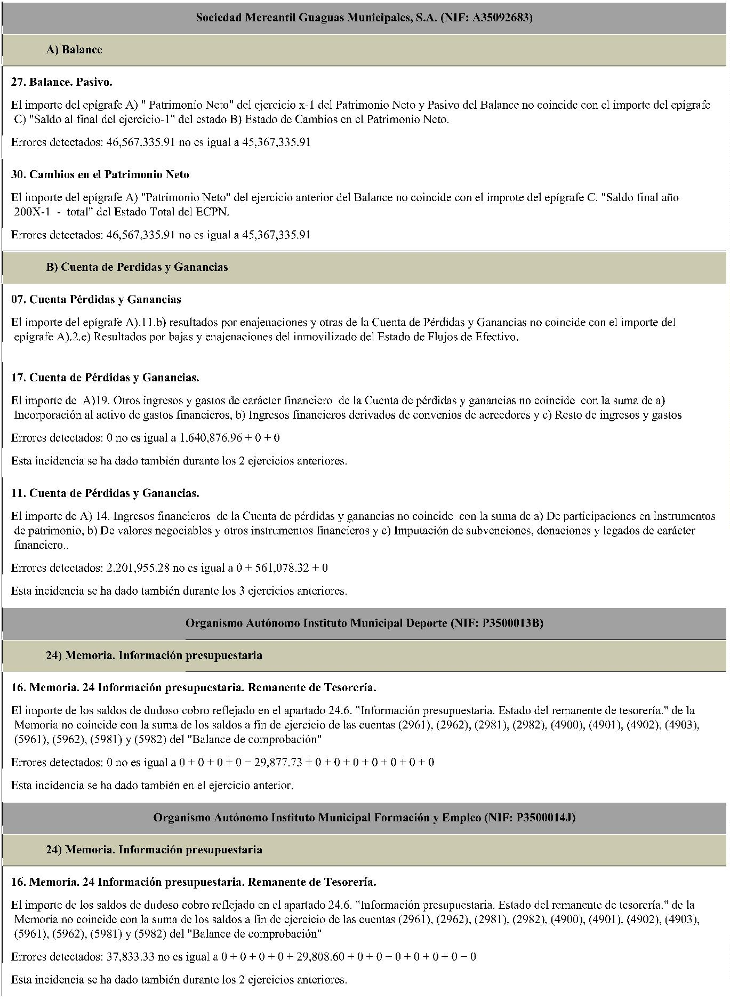 Sociedad Mercantil Guaguas Municipales, S.A. (NIF: A35092683)
A) Balance
27. Balance. Pasivo.
El importe del epígrafe A) " Patrimonio Neto" del ejercicio x-1 del Patrimonio Neto y Pasivo del Balance no coincide con el importe del epígrafe
C) "Saldo al final del ejercicio-1" del estado B) Estado de Cambios en el Patrimonio Neto.
Errores detectados: 46,567,335.91 no es igual a 45,367,335.91
30. Cambios en el Patrimonio Neto
El importe del epígrafe A) "Patrimonio Neto" del ejercicio anterior del Balance no coincide con el improte del epígrafe C. "Saldo final año
200X-1 - total" del Estado Total del ECPN.
Errores detectados: 46,567,335.91 no es igual a 45,367,335.91
B) Cuenta de Perdidas y Ganancias
07. Cuenta Pérdidas y Ganancias
El importe del epígrafe A).11.b) resultados por enajenaciones y otras de la Cuenta de Pérdidas y Ganancias no coincide con el importe del
epígrafe A).2.e) Resultados por bajas y enajenaciones del inmovilizado del Estado de Flujos de Efectivo.
17. Cuenta de Pérdidas y Ganancias.
El importe de A)19. Otros ingresos y gastos de carácter financiero de la Cuenta de pérdidas y ganancias no coincide con la suma de a)
Incorporación al activo de gastos financieros, b) Ingresos financieros derivados de convenios de acreedores y c) Resto de ingresos y gastos
Errores detectados: 0 no es igual a 1,640,876.96 + 0 + 0
Esta incidencia se ha dado también durante los 2 ejercicios anteriores.
11. Cuenta de Pérdidas y Ganancias.
El importe de A) 14. Ingresos financieros de la Cuenta de pérdidas y ganancias no coincide con la suma de a) De participaciones en instrumentos
de patrimonio, b) De valores negociables y otros instrumentos financieros y c) Imputación de subvenciones, donaciones y legados de carácter
financiero..
Errores detectados: 2,201,955.28 no es igual a 0 + 561,078.32 + 0
Esta incidencia se ha dado también durante los 3 ejercicios anteriores.
Organismo Autónomo Instituto Municipal Deporte (NIF: P3500013B)
24) Memoria. Información presupuestaria
16. Memoria. 24 Información presupuestaria. Remanente de Tesorería.
El importe de los saldos de dudoso cobro reflejado en el apartado 24.6. "Información presupuestaria. Estado del remanente de tesorería." de la
Memoria no coincide con la suma de los saldos a fin de ejercicio de las cuentas (2961), (2962), (2981), (2982), (4900), (4901), (4902), (4903),
(5961), (5962), (5981) y (5982) del "Balance de comprobación"
Errores detectados: 0 no es igual a 0 + 0 + 0 + 0 + 29,877.73 + 0 + 0 + 0 + 0 + 0 + 0 + 0
Esta incidencia se ha dado también en el ejercicio anterior.
Organismo Autónomo Instituto Municipal Formación y Empleo (NIF: P3500014J)
24) Memoria. Información presupuestaria
16. Memoria. 24 Información presupuestaria. Remanente de Tesorería.
El importe de los saldos de dudoso cobro reflejado en el apartado 24.6. "Información presupuestaria. Estado del remanente de tesorería." de la
Memoria no coincide con la suma de los saldos a fin de ejercicio de las cuentas (2961), (2962), (2981), (2982), (4900), (4901), (4902), (4903),
(5961), (5962), (5981) y (5982) del "Balance de comprobación"
Errores detectados: 37,833.33 no es igual a 0 + 0 + 0 + 0 + 29,808.60 + 0 + 0 + 0 + 0 + 0 + 0 + 0
Esta incidencia se ha dado también durante los 2 ejercicios anteriores.